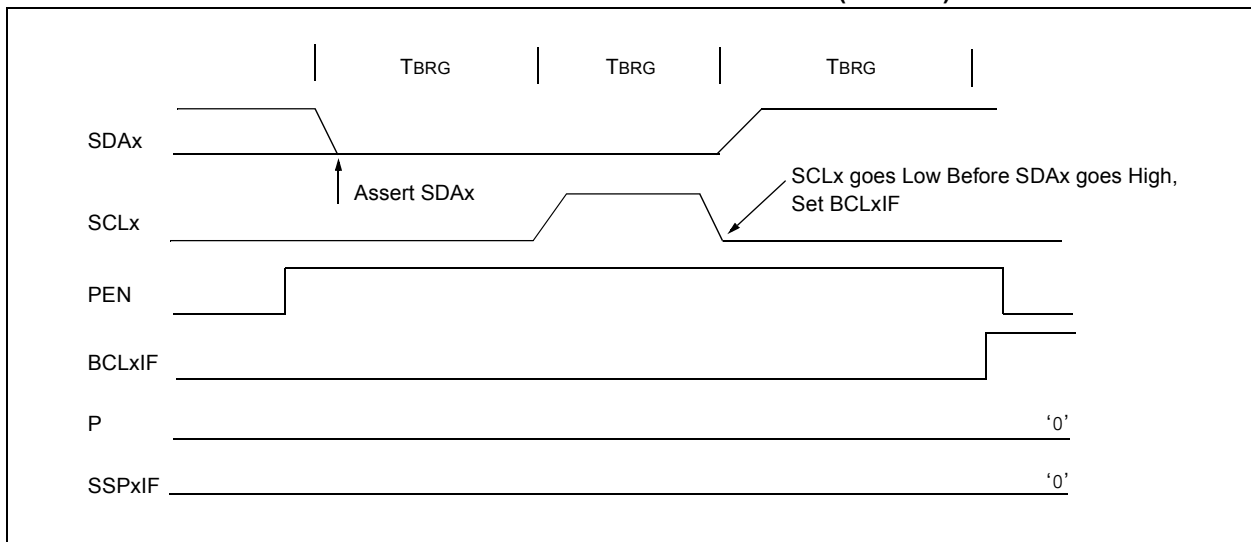 TBRG TBRG TBRG
SDAx
Assert SDAx
SCLx goes Low Before SDAx goes High,
Set BCLxIF
SCLx
PEN
BCLxIF
P ‘0’
SSPxIF ‘0’